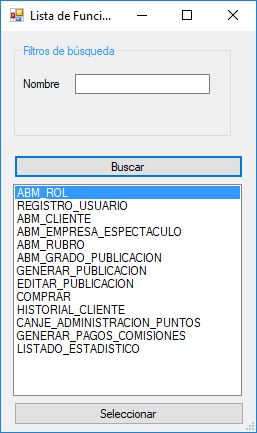 Lista de Funci...
Filtros de búsqueda
Nombre
Buscar
ABM_ROL
REGISTRO_USUARIO
ABM_CLIENTE
ABM_EMPRESA_ESPECTACULO
ABM_RUBRO
ABM_GRADO_PUBLICACION
GENERAR_PUBLICACION
EDITAR_PUBLICACION
COMPRAR
HISTORIAL_CLIENTE
CANJE_ADMINISTRACION_PUNTOS
GENERAR_PAGOS_COMISIONES
LISTADO_ESTADISTICO
Seleccionar